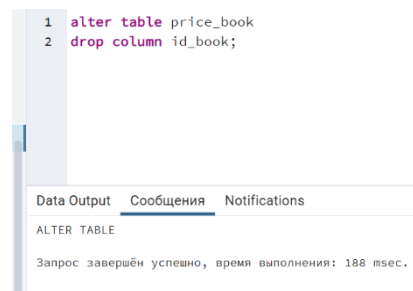 1 alter table price_book
2 drop column id_book;
Data Output Сообщения Notifications
ALTER TABLE
Запрос завершён успешно, время выполнения: 188 msec.